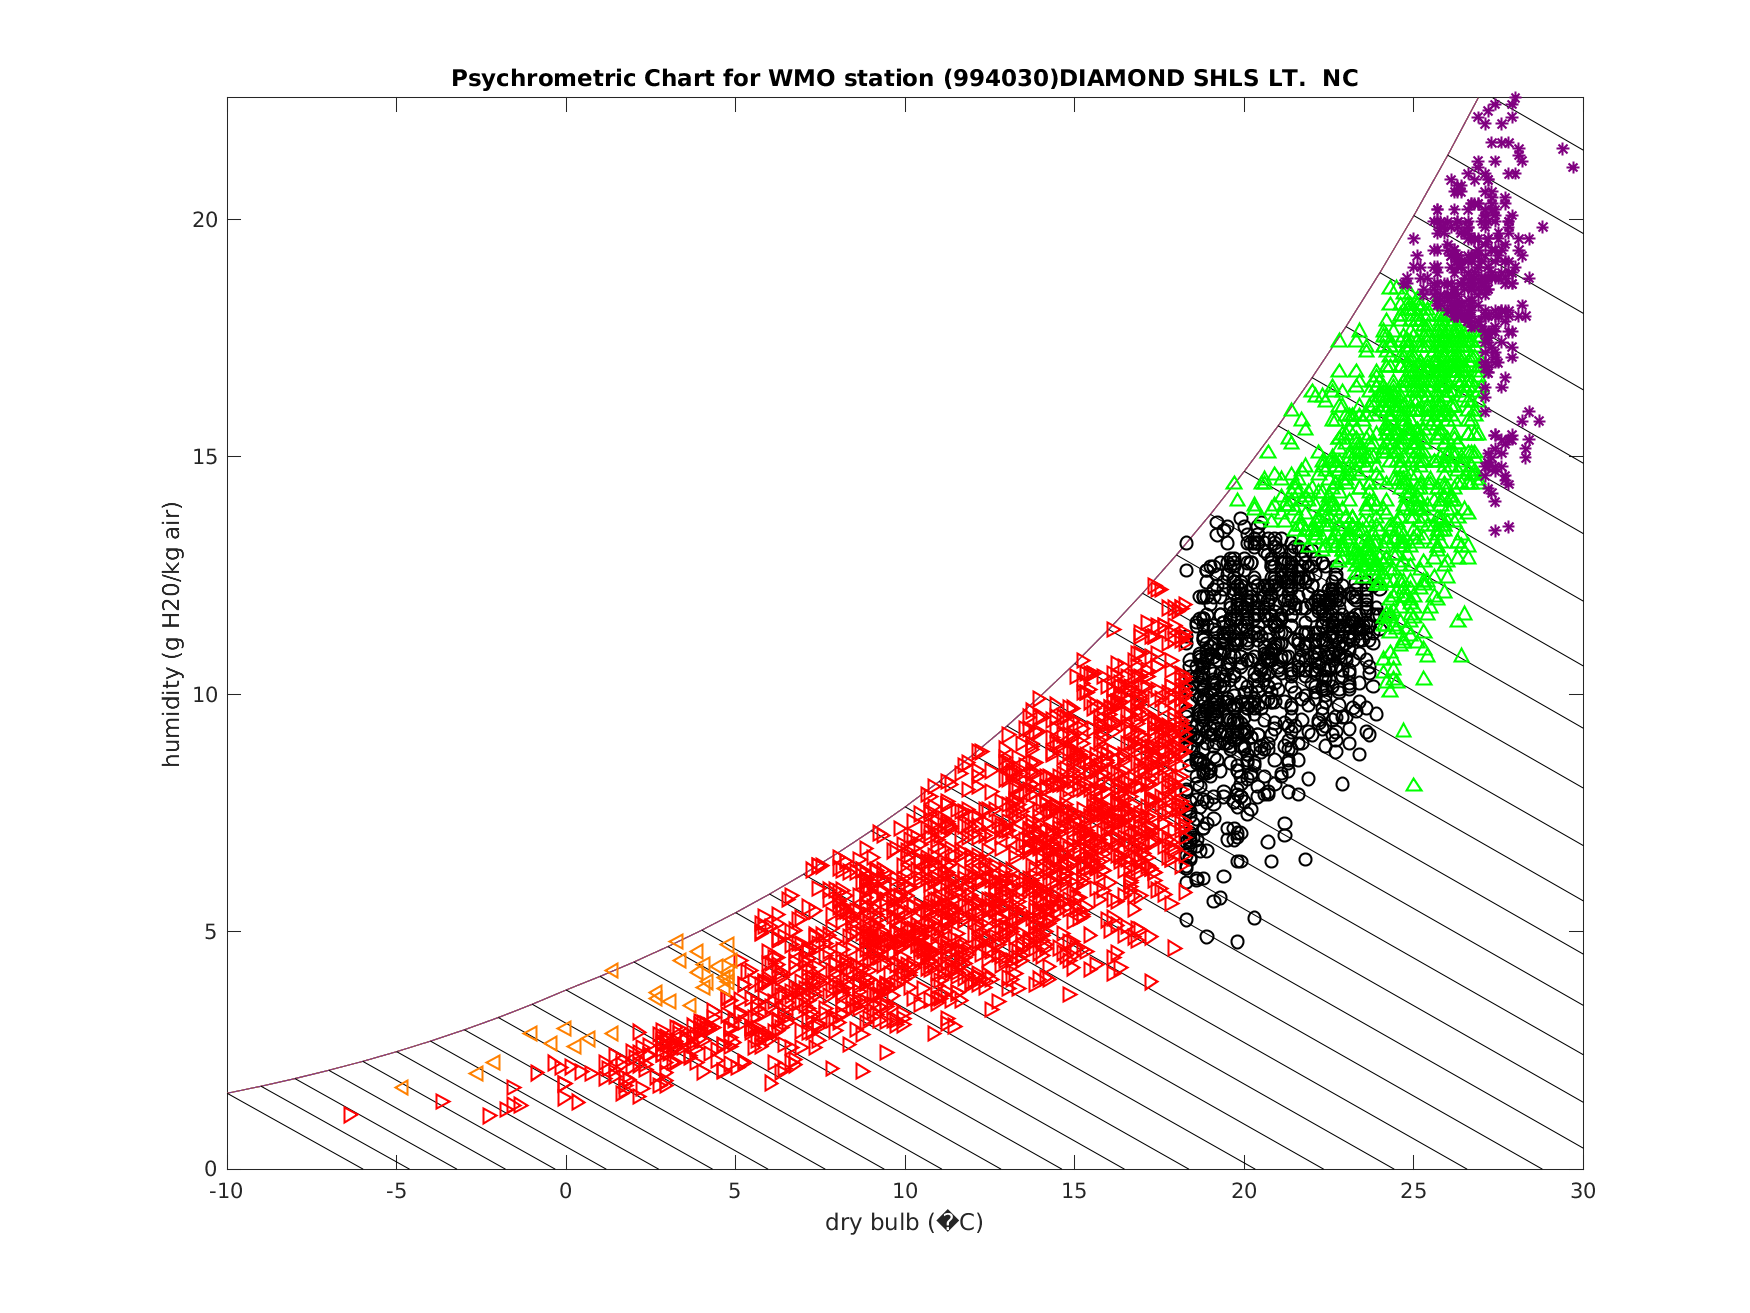 Psychrometric Chart for WMO station (994030)DIAMOND SHLS LT.  NC
20
15
10
5
0
humidity (g H20/kg air)
-10 -5 0 5 10 15 20 25 30
dry bulb (�C)